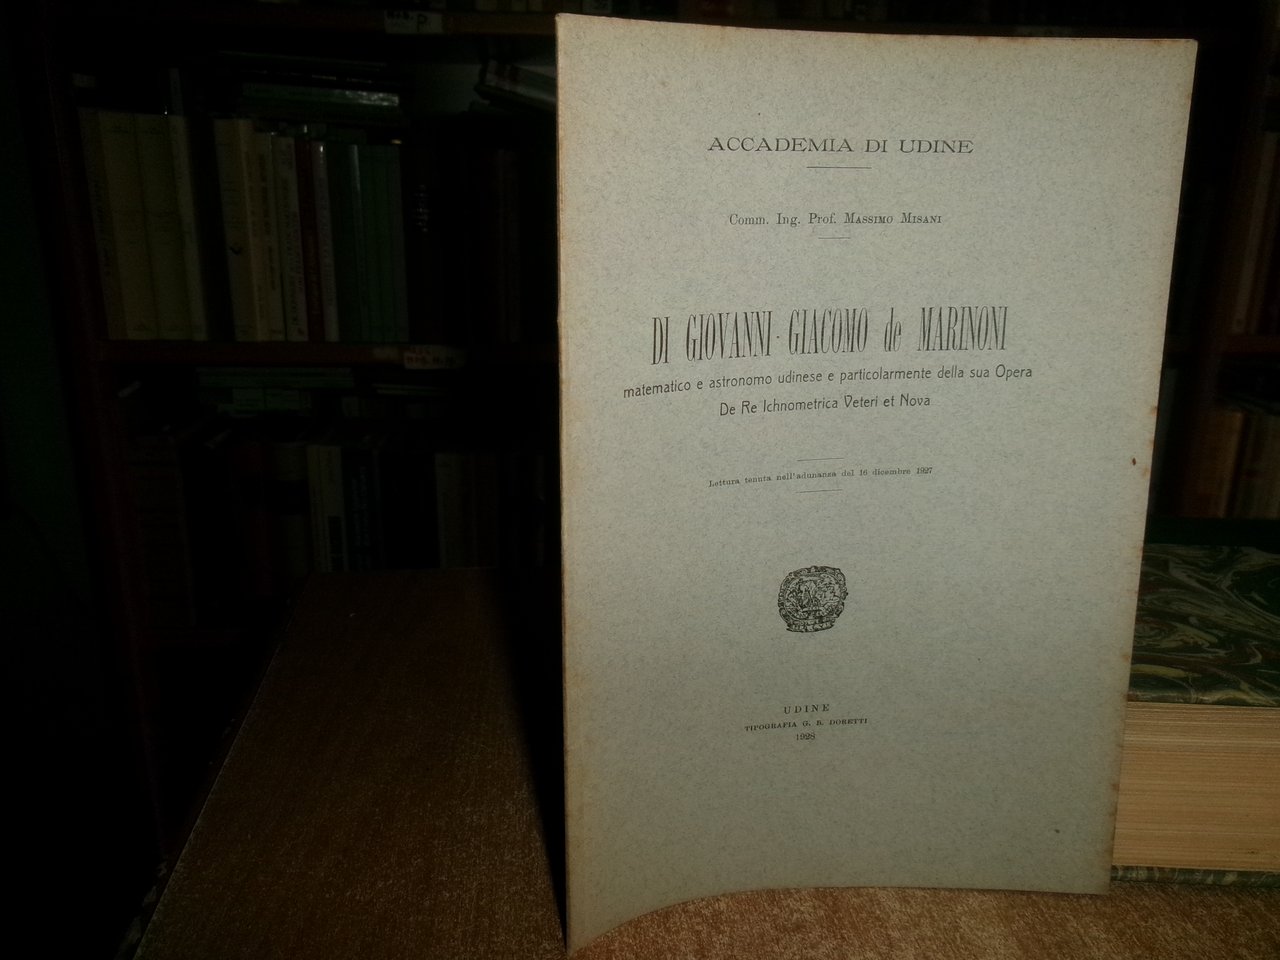 ACCADEMIA DI UDINE
Comm. Ing. Prof. MASSIMO MISANI
DI GIOVANNI - GIACOMO de MARINONI
matematico e astronomo udinese e particolarmente della sua Opera
De Re Ichnometrica Veteri et Nova
Lettura tenuta nell'adunanza del 16 dicembre 1927
UDINE
TIPOGRAFIA G. B. DORETTI
1928